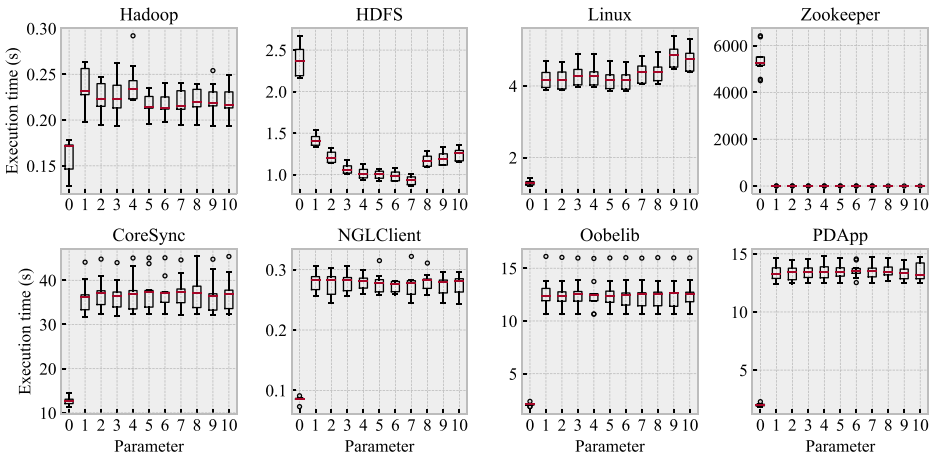 Hadoop HDFS Linux Zookeeper
Execution time (s)
0.30
0.25
0.20
0.15
0 1 2 3 4 5 6 7 8 9 10
2.5
2.0
1.5
1.0
0 1 2 3 4 5 6 7 8 9 10
4
2
0 1 2 3 4 5 6 7 8 9 10
6000
4000
2000
0
0 1 2 3 4 5 6 7 8 9 10
CoreSync NGLClient Oobelib PDApp
Execution time (s)
40
30
20
10
0 1 2 3 4 5 6 7 8 9 10
Parameter
0.3
0.2
0.1
0 1 2 3 4 5 6 7 8 9 10
Parameter
15
10
5
0 1 2 3 4 5 6 7 8 9 10
Parameter
15
10
5
0 1 2 3 4 5 6 7 8 9 10
Parameter